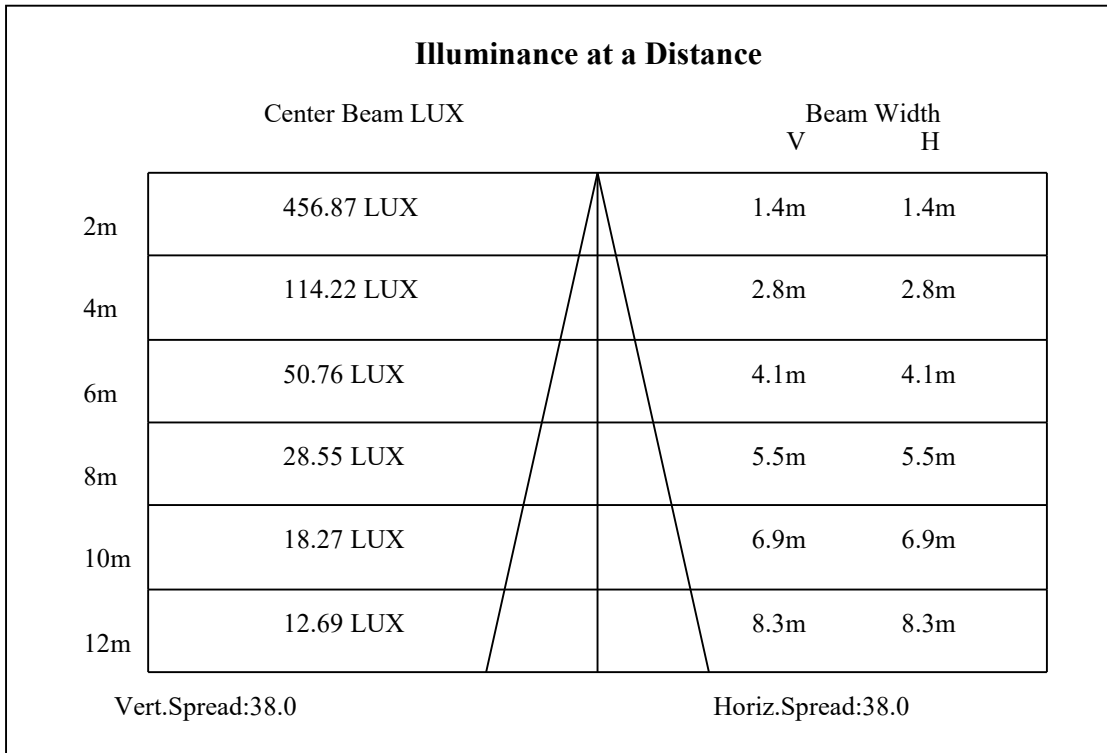 Illuminance at a Distance
Center Beam LUX Beam Width
V H
2m 456.87 LUX 1.4m 1.4m
4m 114.22 LUX 2.8m 2.8m
6m 50.76 LUX 4.1m 4.1m
8m 28.55 LUX 5.5m 5.5m
10m 18.27 LUX 6.9m 6.9m
12m 12.69 LUX 8.3m 8.3m
Vert.Spread:38.0 Horiz.Spread:38.0